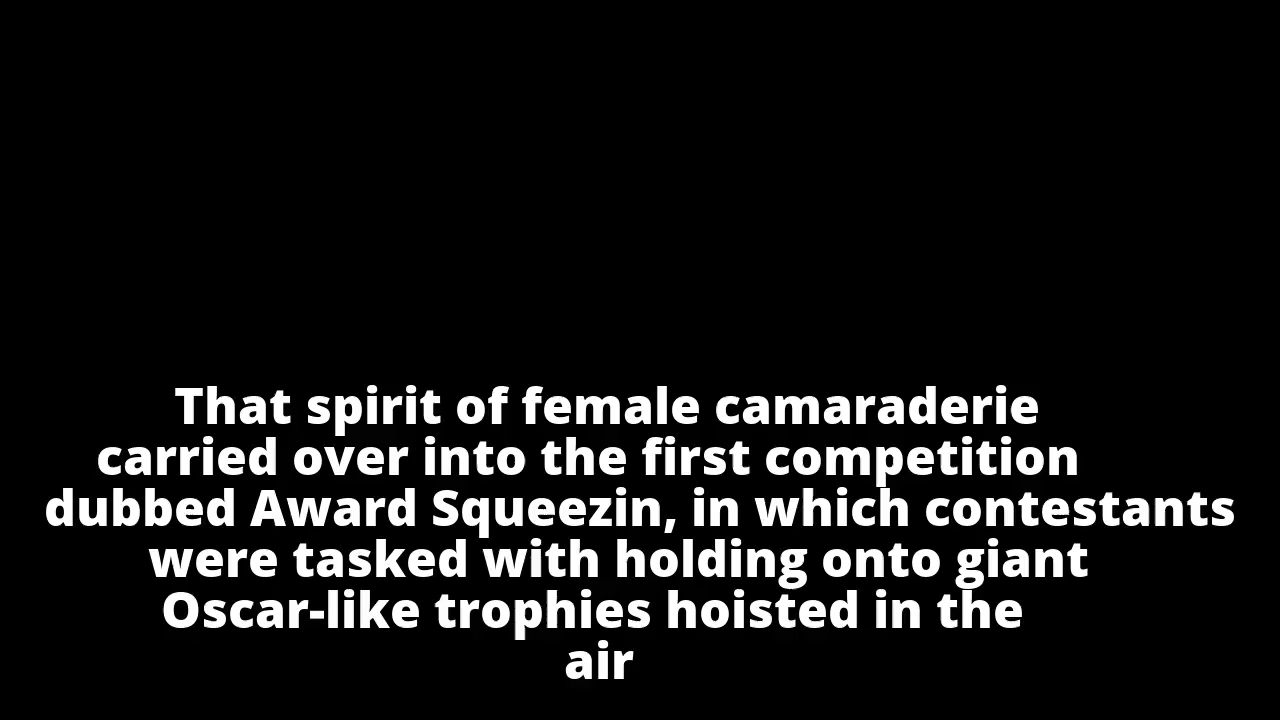 That spirit of female camaraderie
carried over into the first competition
dubbed Award Squeezin, in which contestants
were tasked with holding onto giant
Oscar-like trophies hoisted in the
air